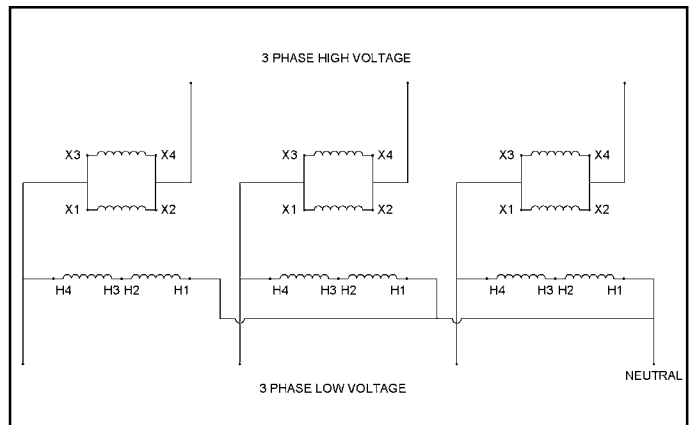 3 PHASE HIGH VOLTAGE
X3 X4 X3 X4 X3 X4
X1 X2 X1 X2 X1 X2
H4 H3 H2 H1 H4 H3 H2 H1 H4 H3 H2 H1
NEUTRAL
3 PHASE LOW VOLTAGE